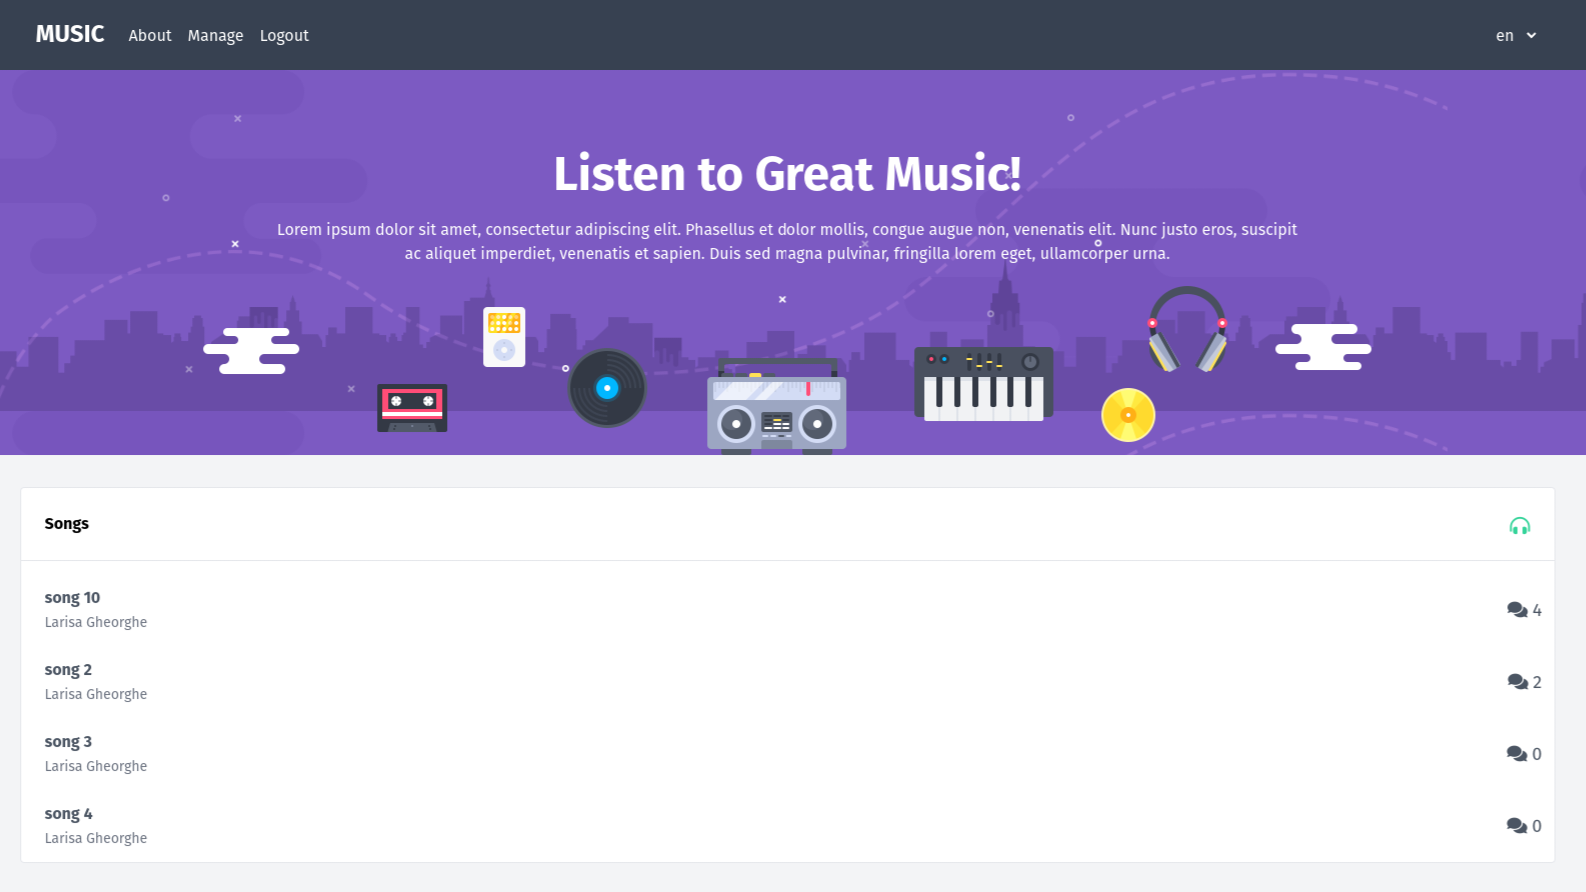 MUSIC About Manage Logout en
Listen to Great Music!
Lorem ipsum dolor sit amet, consectetur adipiscing elit. Phasellus et dolor mollis, congue augue non, venenatis elit. Nunc justo eros, suscipit
ac aliquet imperdiet, venenatis et sapien. Duis sed magna pulvinar, fringilla lorem eget, ullamcorper urna.
Songs
song 10
Larisa Gheorghe
4
song 2
Larisa Gheorghe
2
song 3
Larisa Gheorghe
0
song 4
Larisa Gheorghe
0